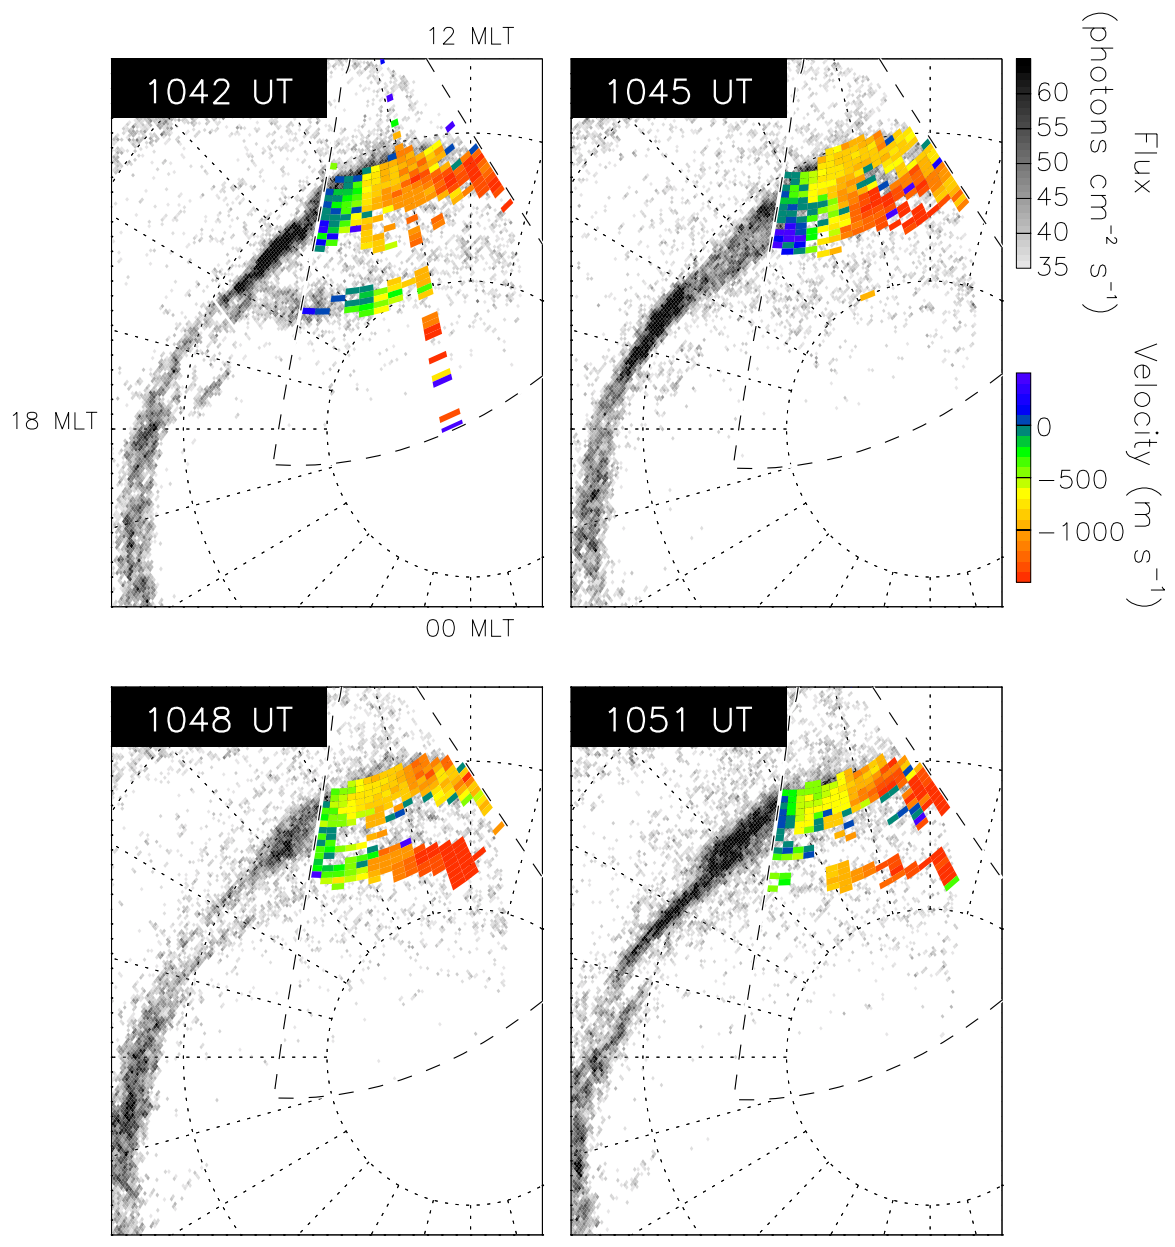 12 MLT
1042 UT
1045 UT
18 MLT
00 MLT
1048 UT
1051 UT
Flux
(photons cm⁻² s⁻¹)
60
55
50
45
40
35
Velocity (m s⁻¹)
0
−500
−1000